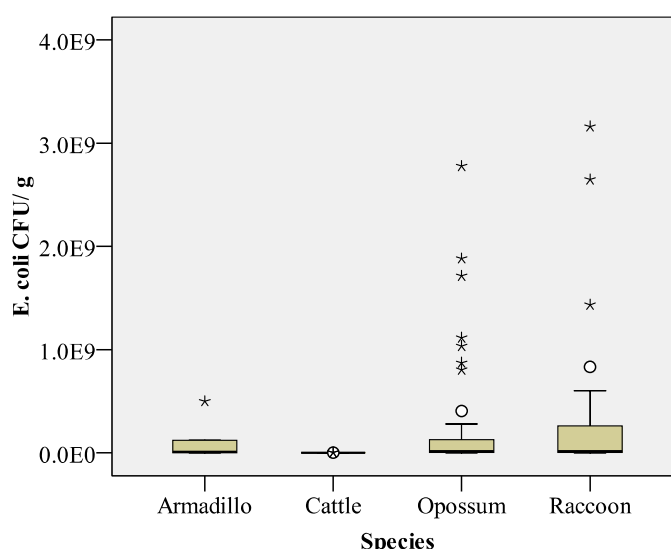 4.0E9
3.0E9
2.0E9
1.0E9
0.0E0
E. coli CFU/ g
Armadillo Cattle Opossum Raccoon
Species